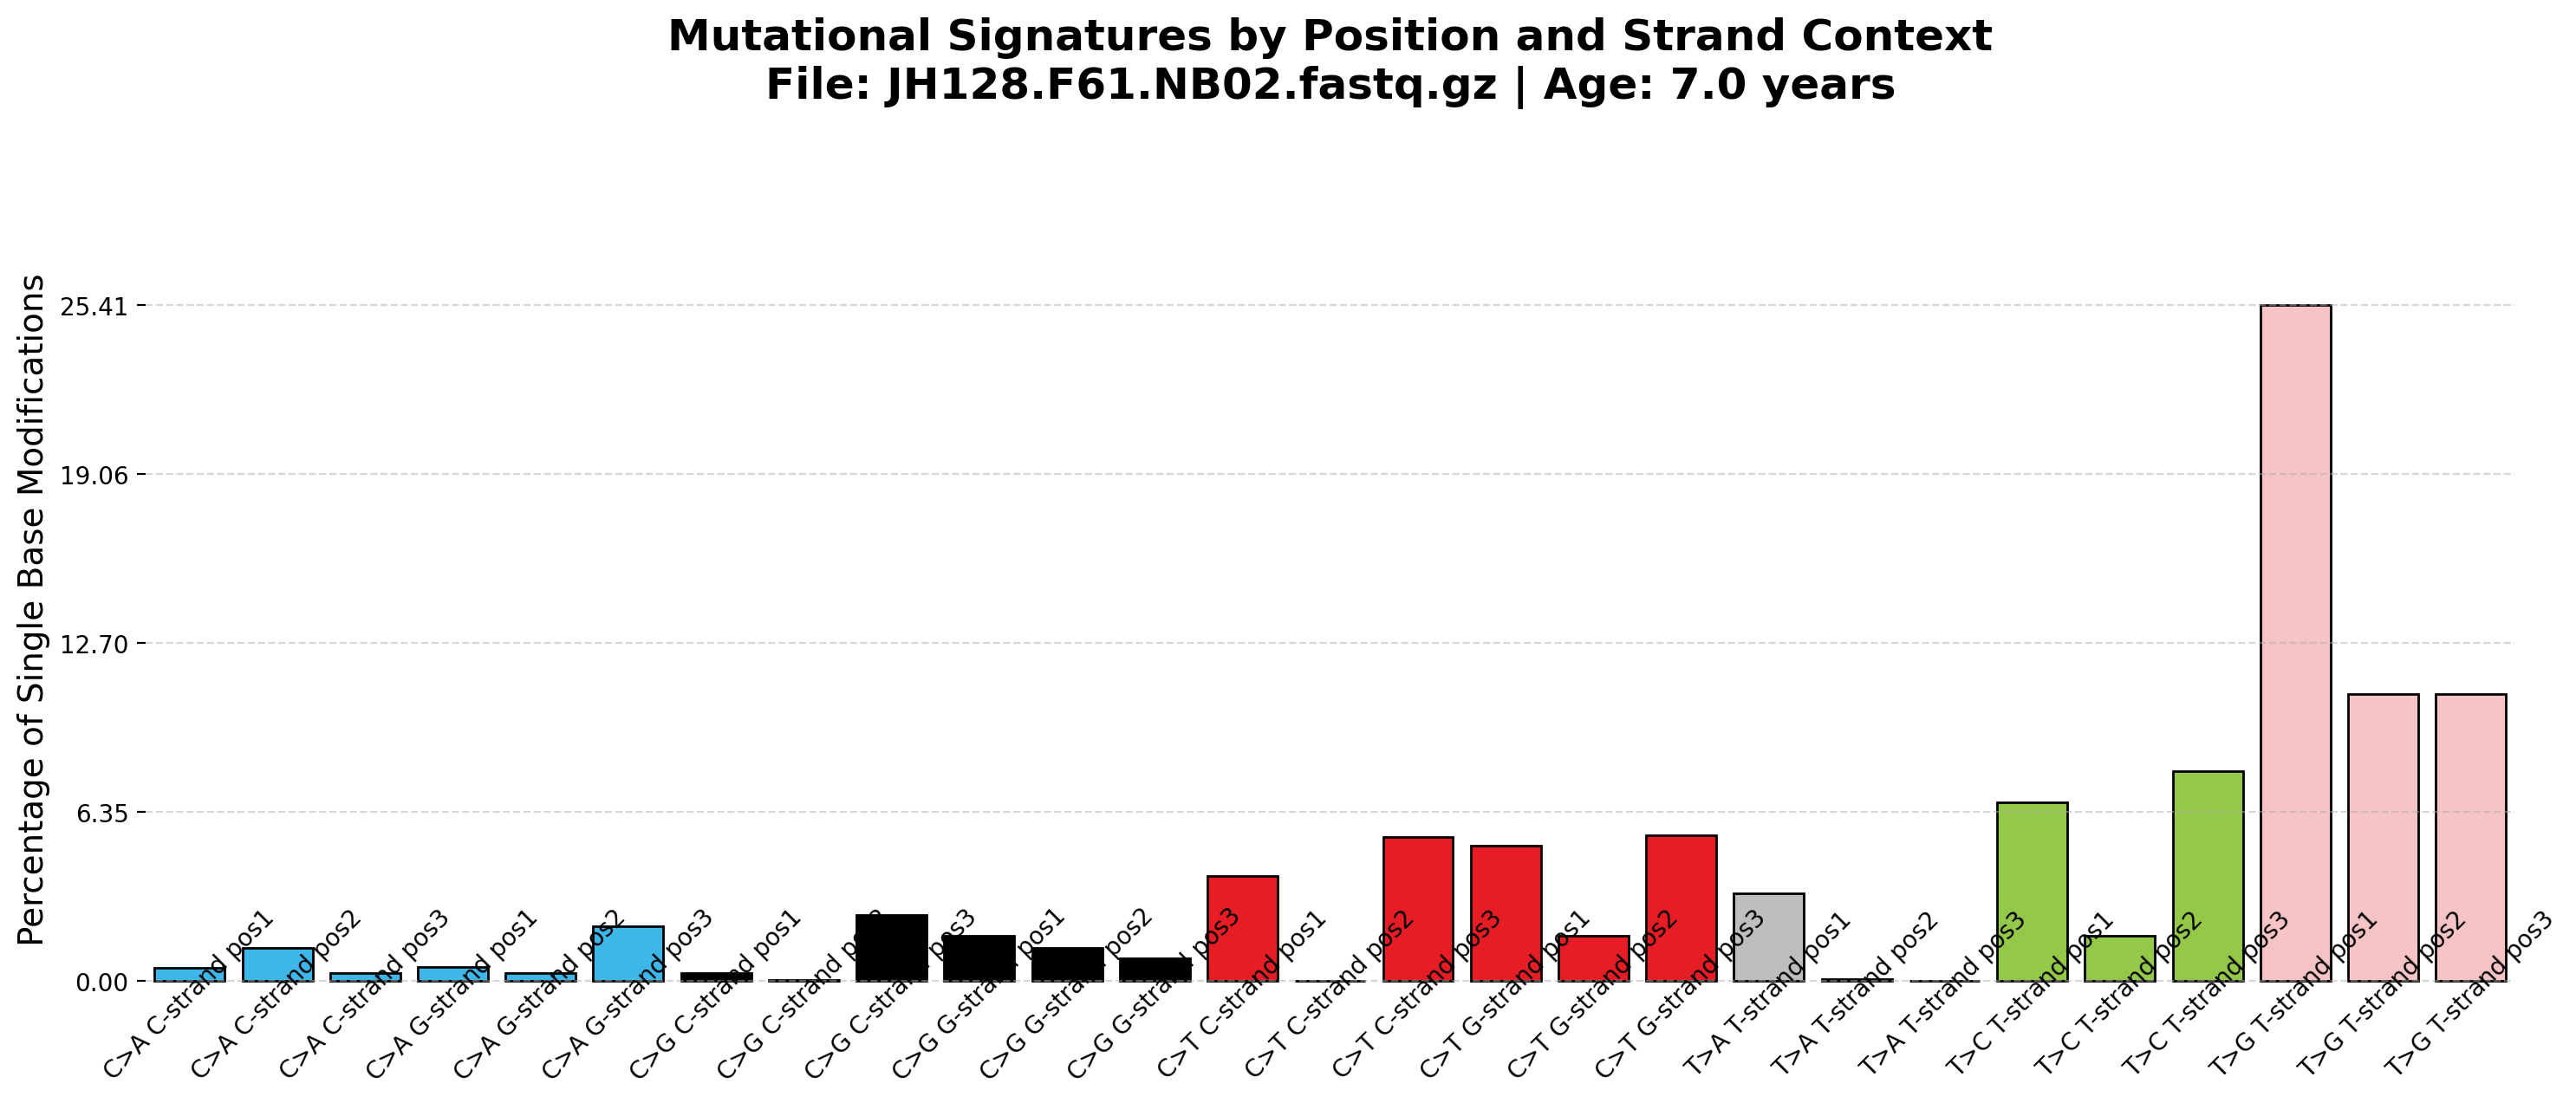 Mutational Signatures by Position and Strand Context
File: JH128.F61.NB02.fastq.gz | Age: 7.0 years
Percentage of Single Base Modifications
25.41
19.06
12.70
6.35
0.00
C>A C-strand pos1
C>A C-strand pos2
C>A C-strand pos3
C>A G-strand pos1
C>A G-strand pos2
C>A G-strand pos3
C>G C-strand pos1
C>G C-strand pos2
C>G C-strand pos3
C>G G-strand pos1
C>G G-strand pos2
C>G G-strand pos3
C>T C-strand pos1
C>T C-strand pos2
C>T C-strand pos3
C>T G-strand pos1
C>T G-strand pos2
C>T G-strand pos3
T>A T-strand pos1
T>A T-strand pos2
T>A T-strand pos3
T>C T-strand pos1
T>C T-strand pos2
T>C T-strand pos3
T>G T-strand pos1
T>G T-strand pos2
T>G T-strand pos3